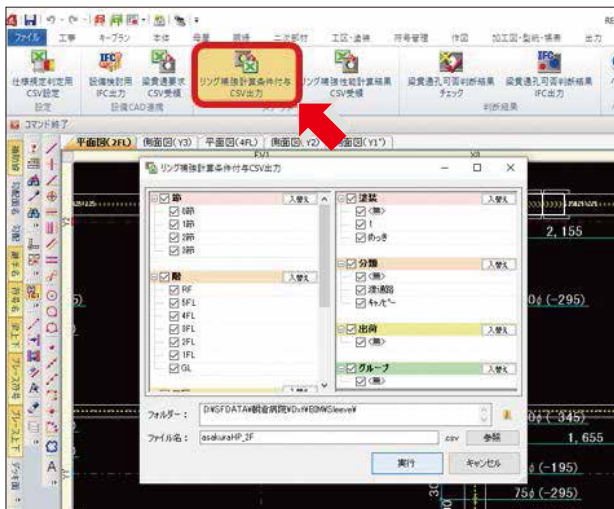 ファイル 工事 キープラン 本体 母屋 胴縁 二次部材 工区・塗装 符号管理 作図 加工図・型紙・帳票 出力
仕様規定判定用 CSV設定
設備検討用 IFC出力
梁貫通要求 CSV受領
リング補強計算条件付与 CSV出力
リング補強性能計算結果 CSV受領
梁貫通孔可否判断結果 チェック
梁貫通孔可否判断結果 IFC出力
設定 設備CAD連携 判断結果
コマンド終了
平面図(2FL) 側面図(Y3) 平面図(4FL) 側面図(Y2) 側面図(Y1')
リング補強計算条件付与CSV出力
節 入替え
0節
1節
2節
3節
階 入替え
RF
5FL
4FL
3FL
2FL
1FL
GL
塗装 入替え
<無>
1
めっき
分類 入替え
<無>
渡通路
キャノピー
出荷 入替え
<無>
グループ 入替え
<無>
フォルダー： D:¥SFDATA¥朝倉病院¥Dxf¥BIM¥Sleeve¥
ファイル名： asakuraHP_2F .csv 参照
実行 キャンセル
2,155
0φ(-295)
0φ(-345)
1,655
φ(-195)
75φ(-295)